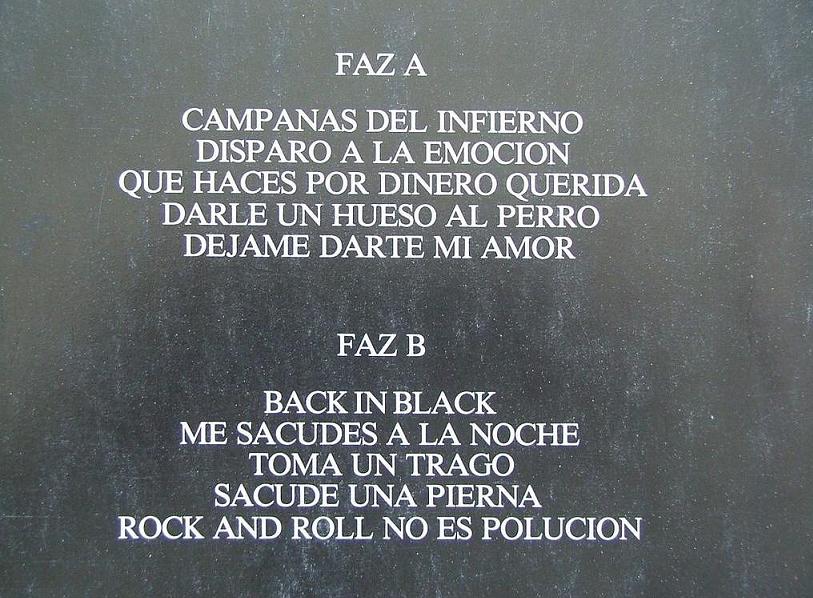 FAZ A
CAMPANAS DEL INFIERNO
DISPARO A LA EMOCION
QUE HACES POR DINERO QUERIDA
DARLE UN HUESO AL PERRO
DEJAME DARTE MI AMOR
FAZ B
BACK IN BLACK
ME SACUDES A LA NOCHE
TOMA UN TRAGO
SACUDE UNA PIERNA
ROCK AND ROLL NO ES POLUCION